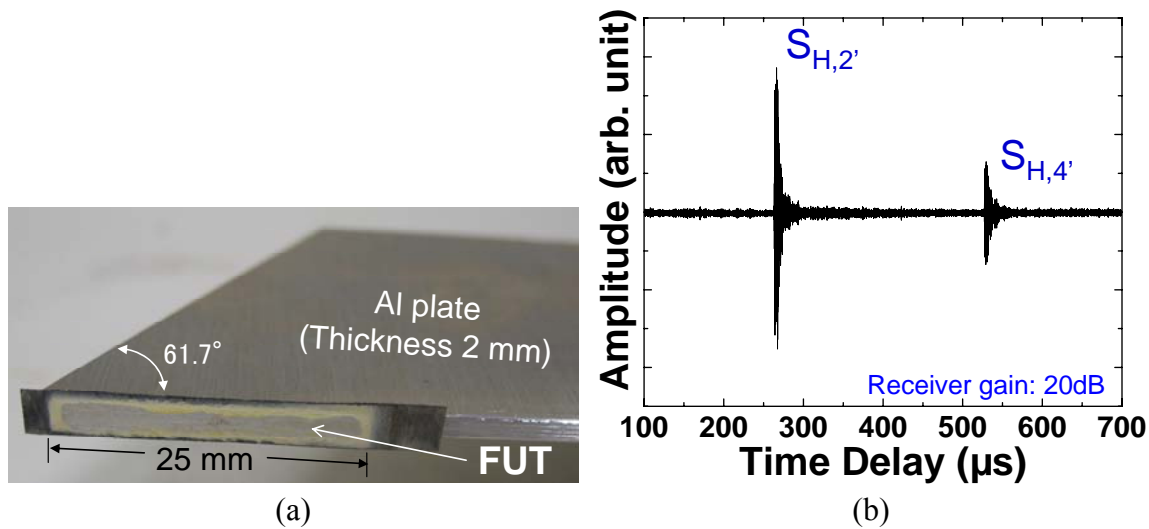 Al plate
(Thickness 2 mm)
61.7°
FUT
25 mm
(a)
Amplitude (arb. unit)
S_H,2'
S_H,4'
Receiver gain: 20dB
100 200 300 400 500 600 700
Time Delay (µs)
(b)